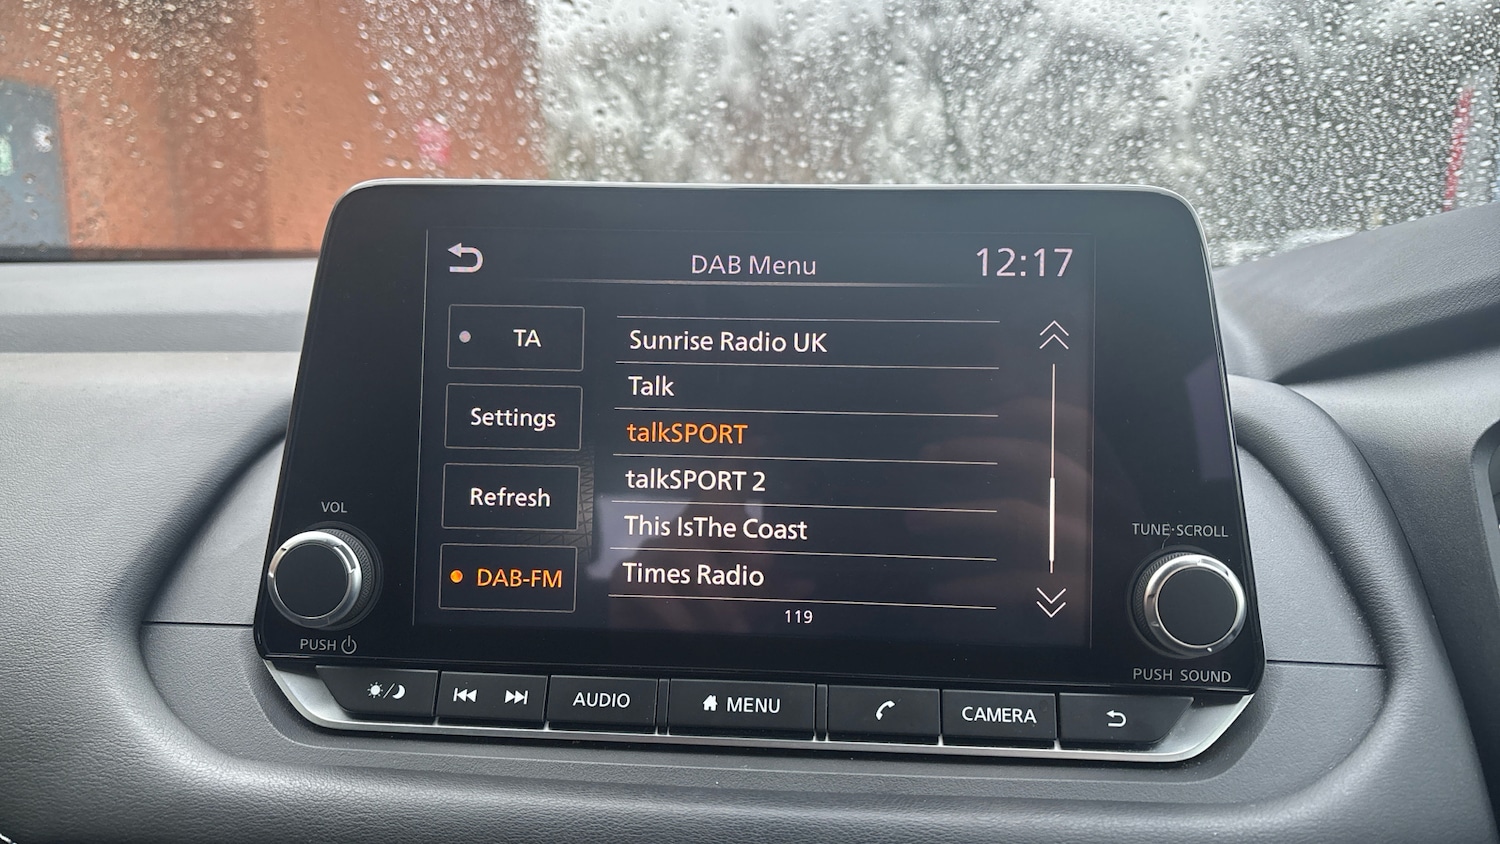 DAB Menu
12:17
TA
Settings
Refresh
DAB-FM
Sunrise Radio UK
Talk
talkSPORT
talkSPORT 2
This IsThe Coast
Times Radio
119
VOL
PUSH
TUNE·SCROLL
PUSH SOUND
AUDIO
MENU
CAMERA